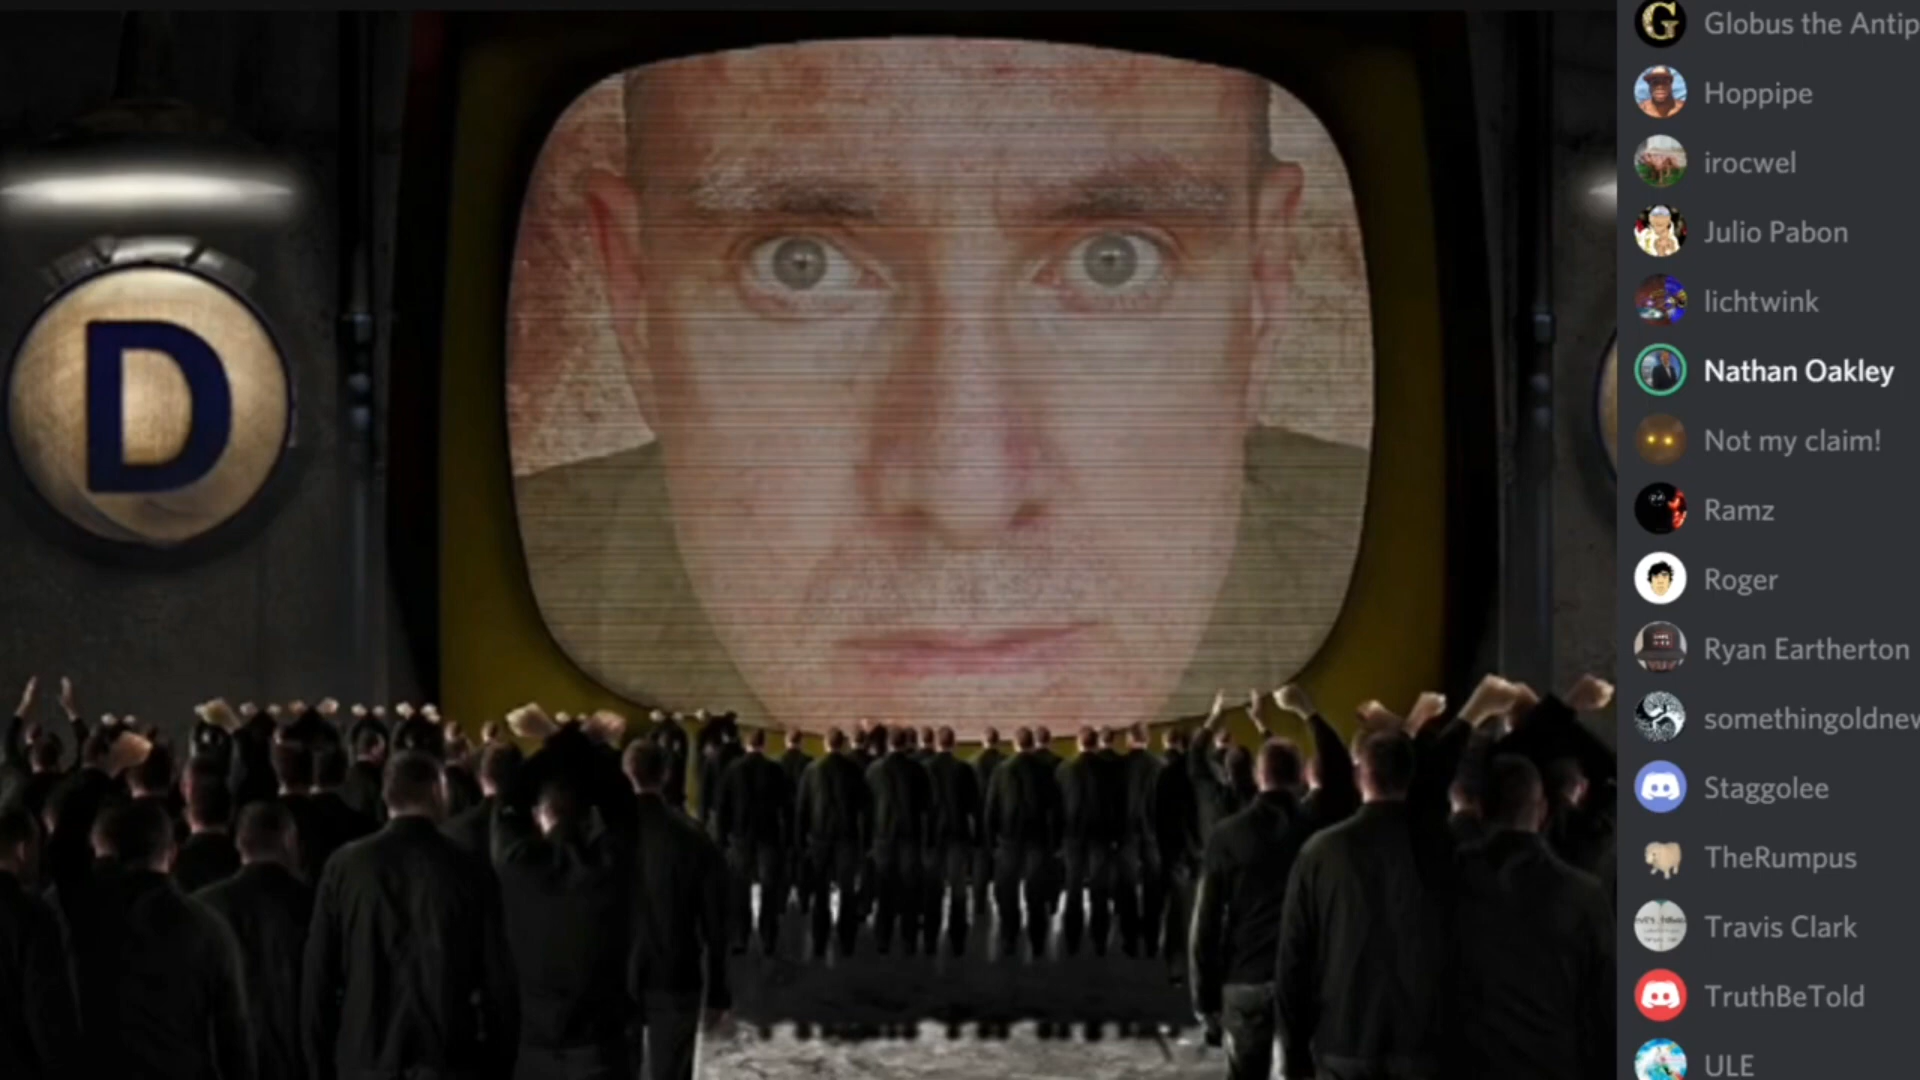 D
Globus the Antip
Hoppipe
irocwel
Julio Pabon
lichtwink
Nathan Oakley
Not my claim!
Ramz
Roger
Ryan Eartherton
somethingoldnew
Staggolee
TheRumpus
Travis Clark
TruthBeTold
ULE